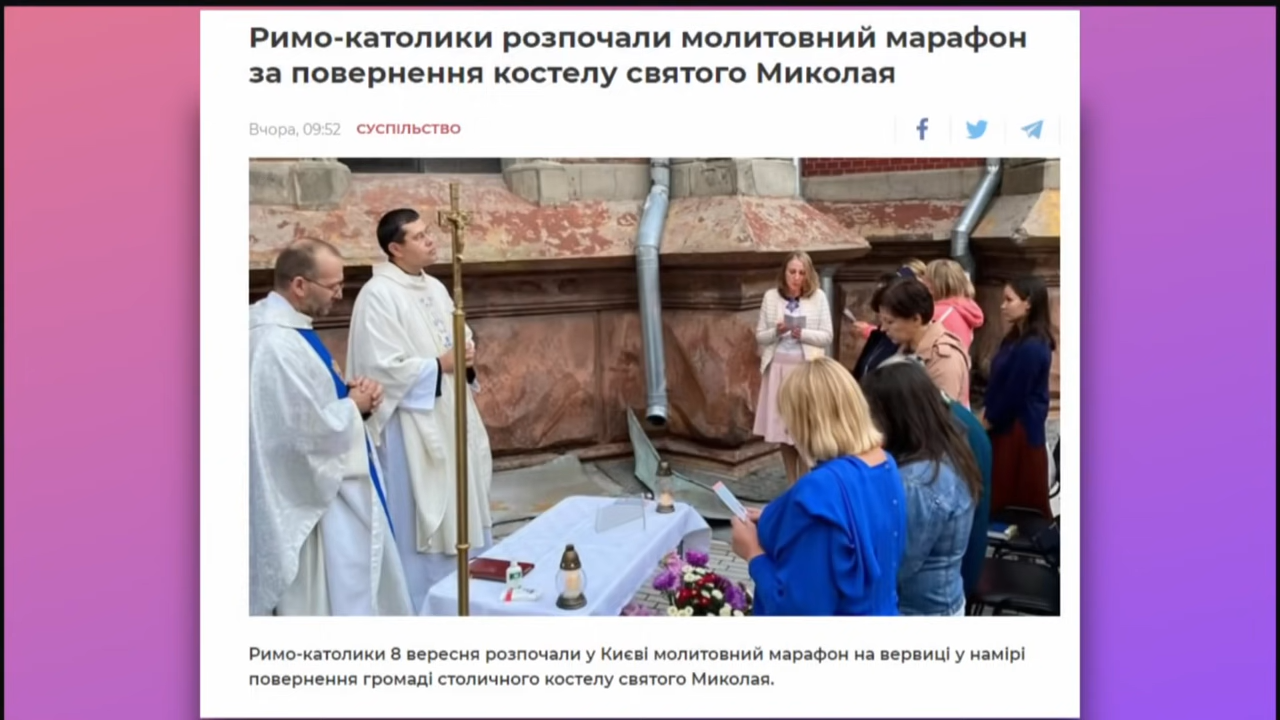 Римо-католики розпочали молитовний марафон
за повернення костелу святого Миколая
Вчора, 09:52 СУСПІЛЬСТВО
Римо-католики 8 вересня розпочали у Києві молитовний марафон на вервиці у намірі
повернення громаді столичного костелу святого Миколая.